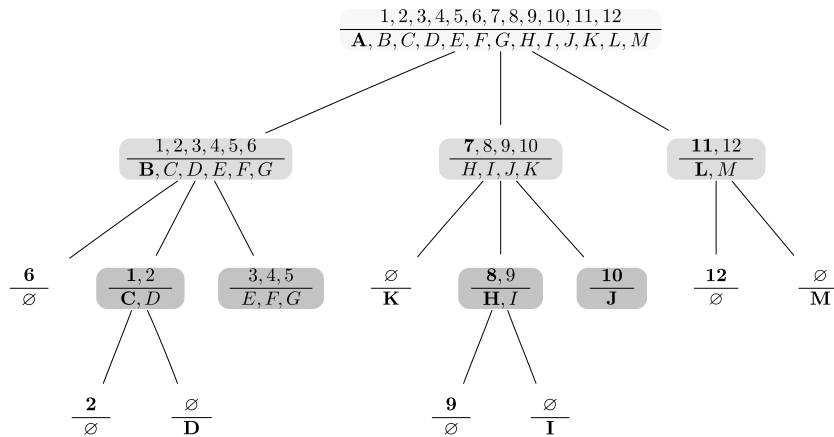 1, 2, 3, 4, 5, 6, 7, 8, 9, 10, 11, 12
A, B, C, D, E, F, G, H, I, J, K, L, M
1, 2, 3, 4, 5, 6
B, C, D, E, F, G
7, 8, 9, 10
H, I, J, K
11, 12
L, M
6
∅
1, 2
C, D
3, 4, 5
E, F, G
∅
K
8, 9
H, I
10
J
12
∅
∅
M
2
∅
∅
D
9
∅
∅
I